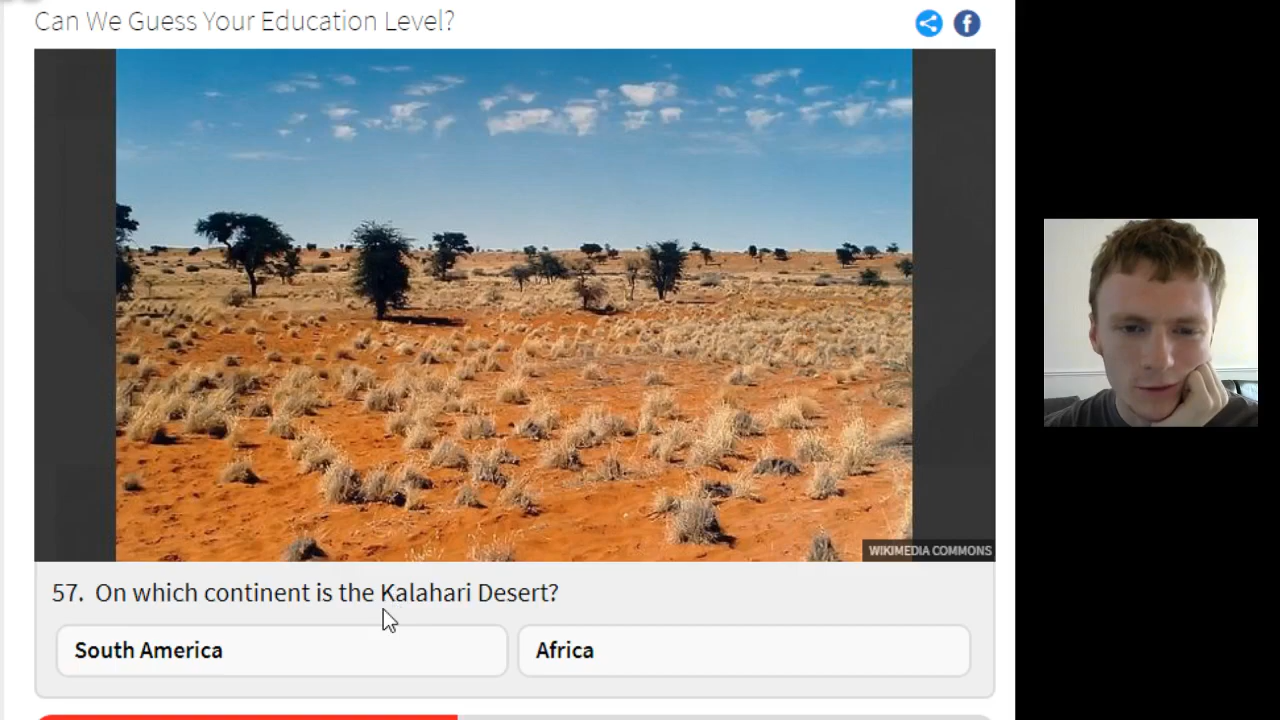 Can We Guess Your Education Level?
WIKIMEDIA COMMONS
57. On which continent is the Kalahari Desert?
South America
Africa